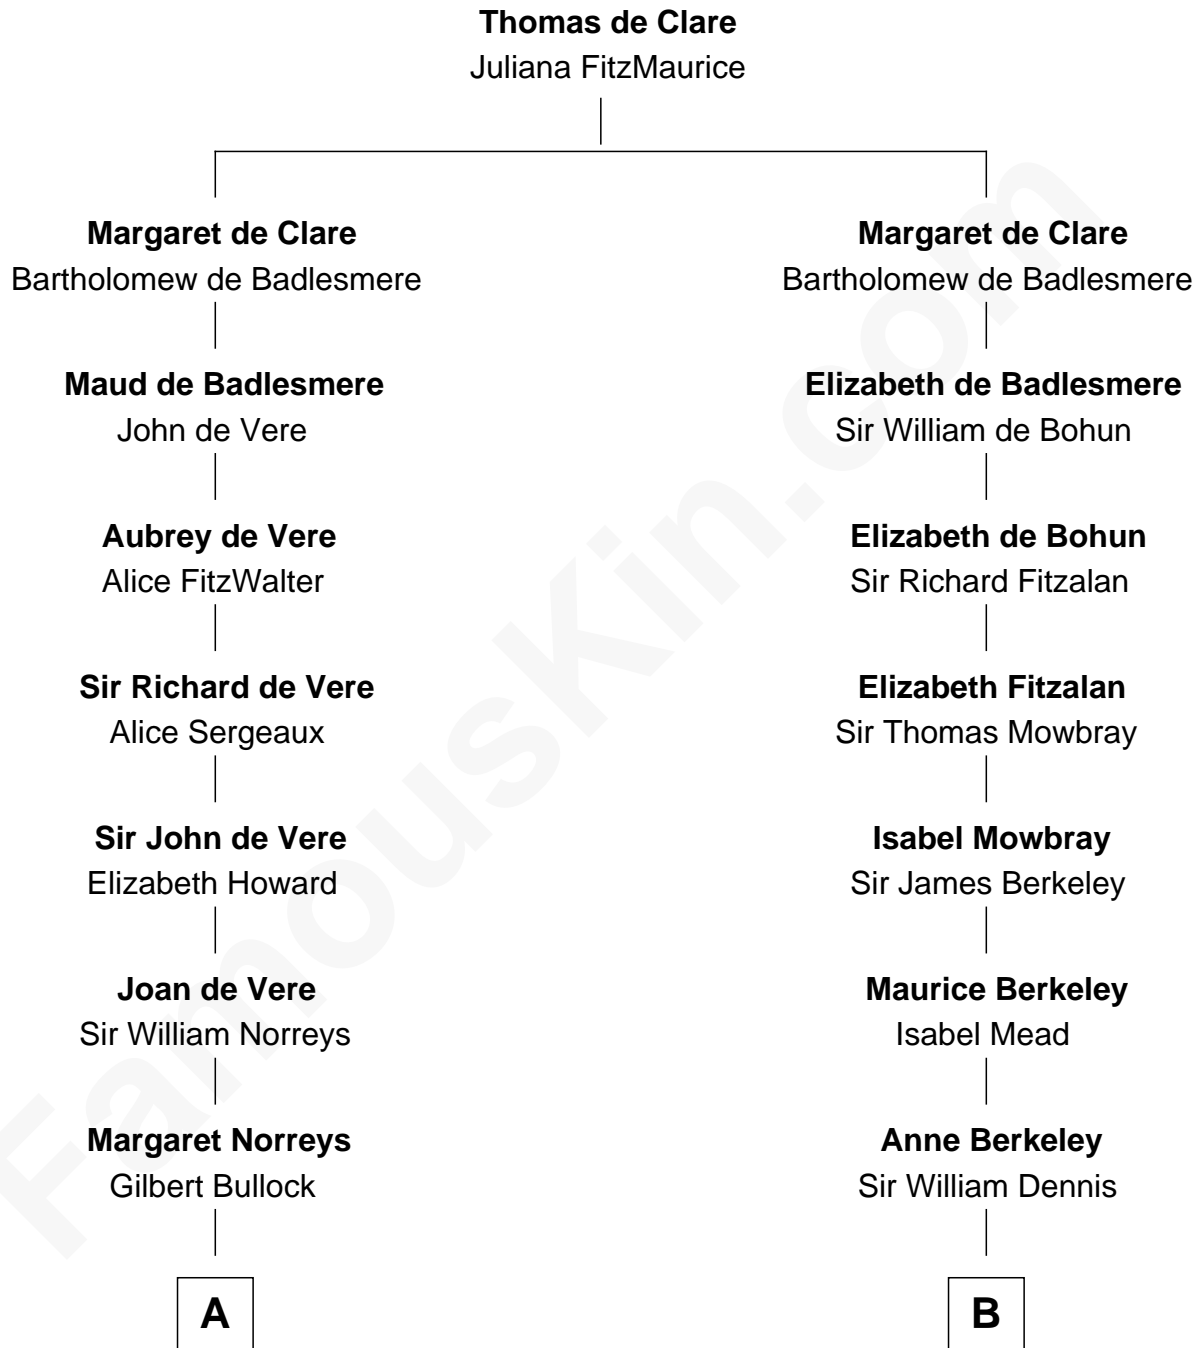 Thomas de Clare
Juliana FitzMaurice
Margaret de Clare
Bartholomew de Badlesmere
Margaret de Clare
Bartholomew de Badlesmere
Maud de Badlesmere
John de Vere
Elizabeth de Badlesmere
Sir William de Bohun
Aubrey de Vere
Alice FitzWalter
Elizabeth de Bohun
Sir Richard Fitzalan
Sir Richard de Vere
Alice Sergeaux
Elizabeth Fitzalan
Sir Thomas Mowbray
Sir John de Vere
Elizabeth Howard
Isabel Mowbray
Sir James Berkeley
Joan de Vere
Sir William Norreys
Maurice Berkeley
Isabel Mead
Margaret Norreys
Gilbert Bullock
Anne Berkeley
Sir William Dennis
A
B
FamousKin.com